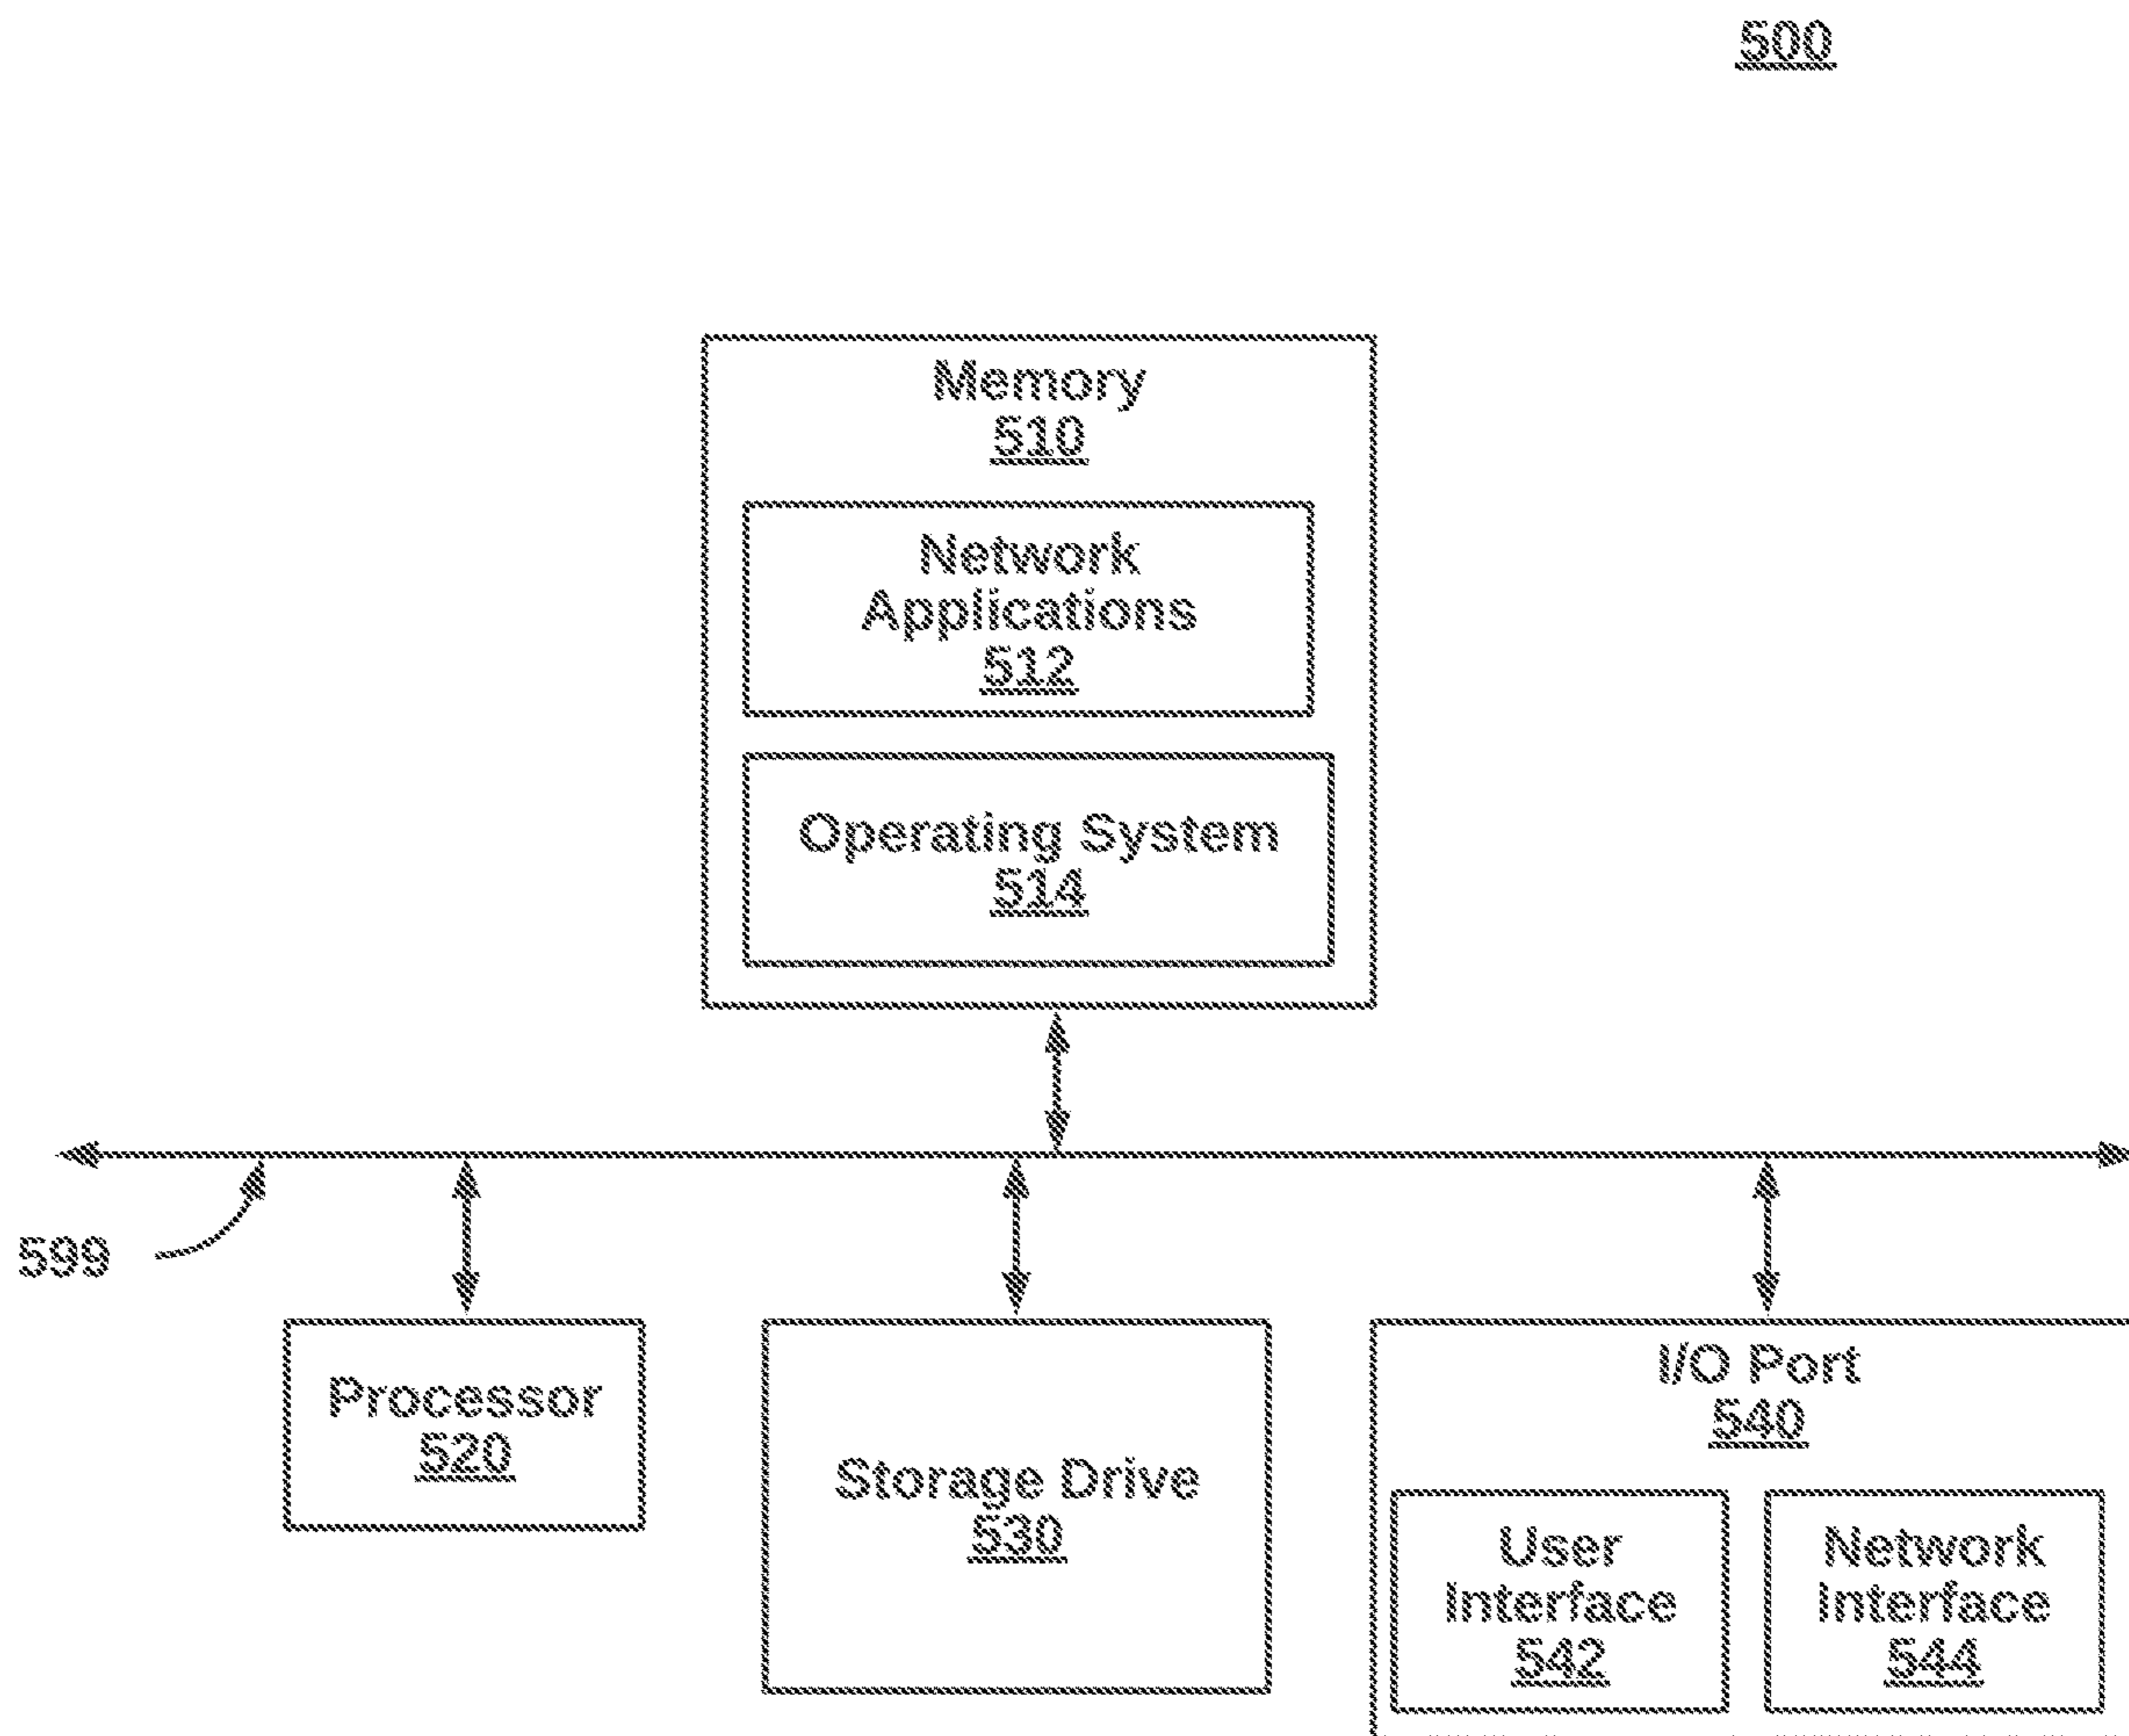 500
Memory
510
Network
Applications
512
Operating System
514
599
Processor
520
Storage Drive
530
I/O Port
540
User
Interface
542
Network
Interface
544